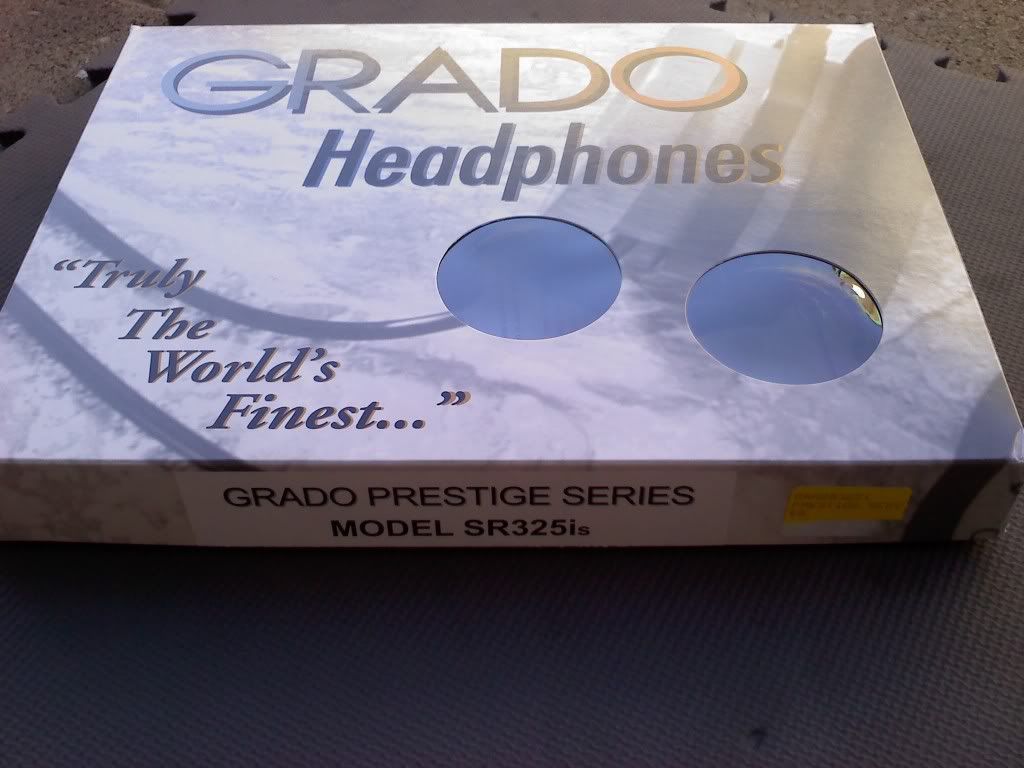 GRADO
Headphones
“Truly
The
World's
Finest...”
GRADO PRESTIGE SERIES
MODEL SR325is